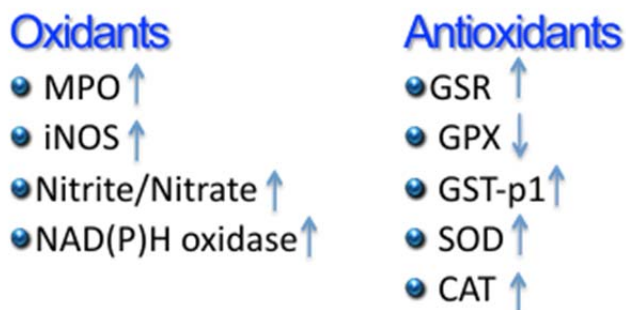 Oxidants
MPO ↑
iNOS ↑
Nitrite/Nitrate ↑
NAD(P)H oxidase ↑
Antioxidants
GSR ↑
GPX ↓
GST-p1 ↑
SOD ↑
CAT ↑